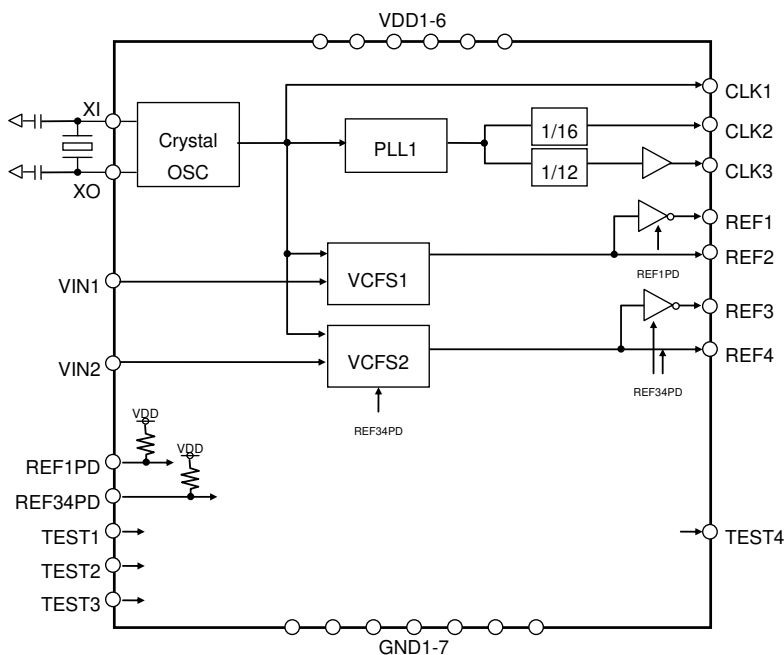 VDD1-6
XI
XO
Crystal
OSC
PLL1
1/16
1/12
CLK1
CLK2
CLK3
REF1
REF1PD
REF2
VIN1
VCFS1
REF3
VIN2
VCFS2
REF4
REF34PD
REF34PD
VDD
VDD
REF1PD
REF34PD
TEST1
TEST2
TEST3
TEST4
GND1-7